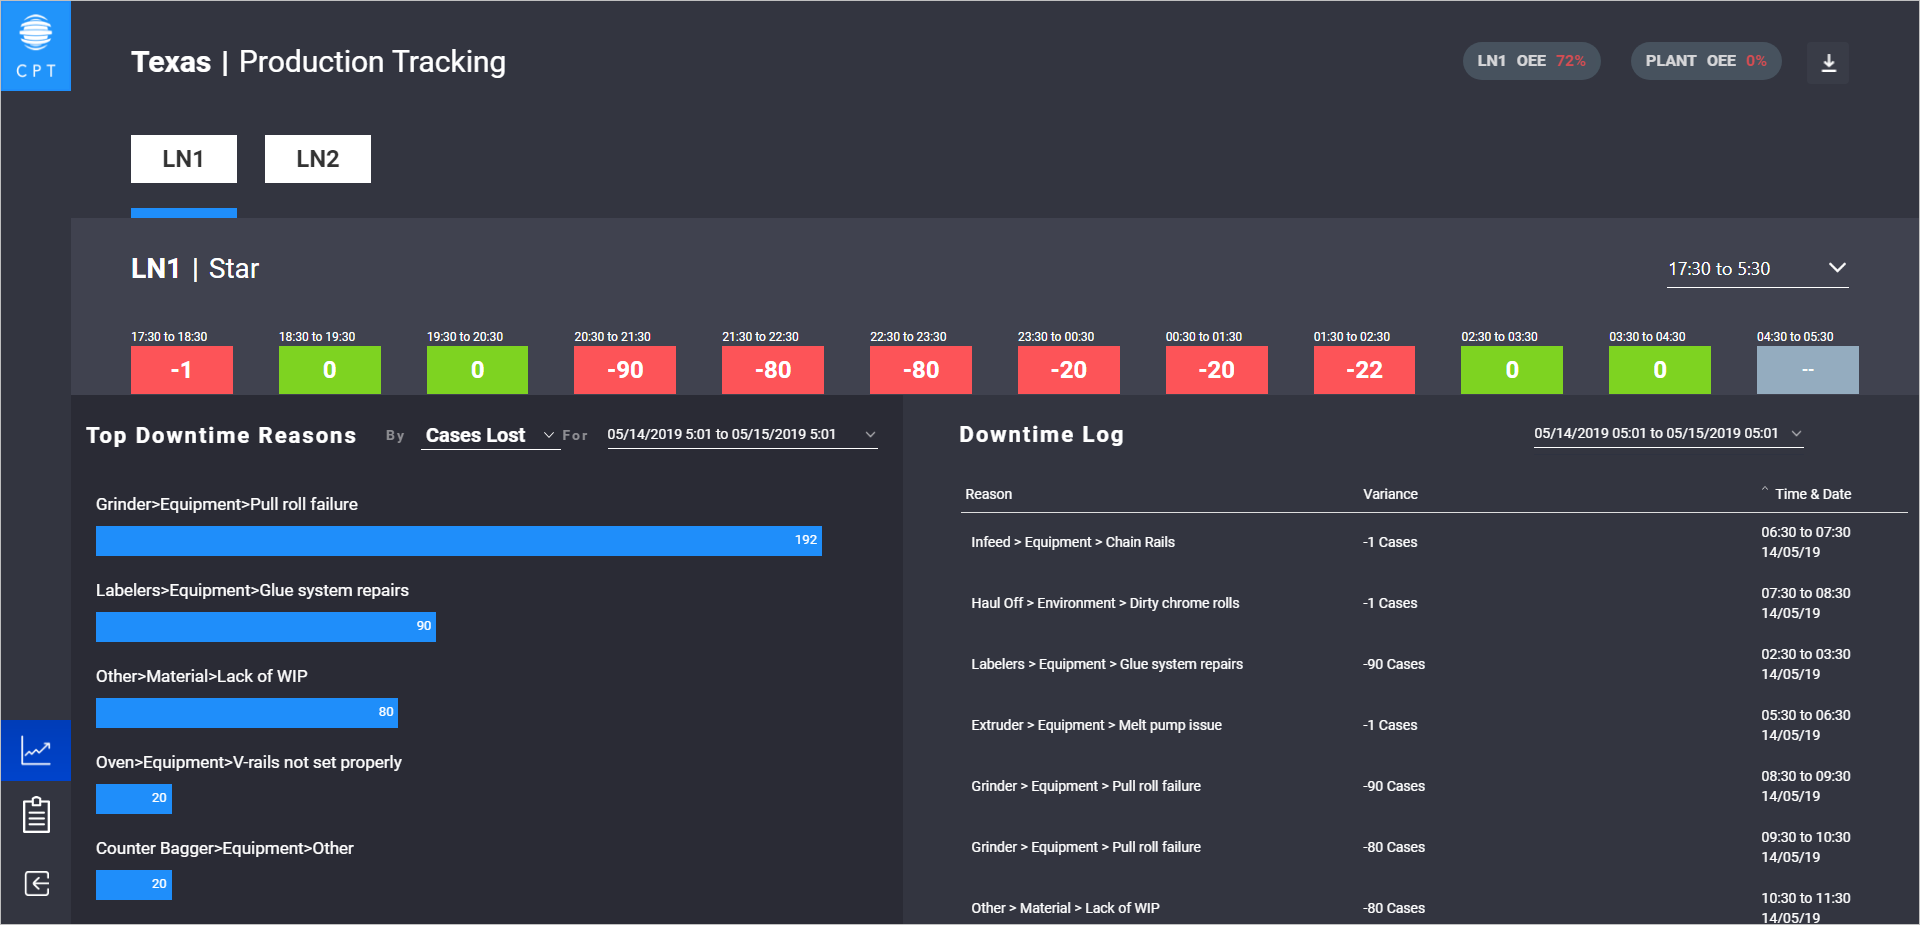 CPT
Texas | Production Tracking
LN1 OEE 72%
PLANT OEE 0%
LN1
LN2
LN1 | Star
17:30 to 5:30
17:30 to 18:30
18:30 to 19:30
19:30 to 20:30
20:30 to 21:30
21:30 to 22:30
22:30 to 23:30
23:30 to 00:30
00:30 to 01:30
01:30 to 02:30
02:30 to 03:30
03:30 to 04:30
04:30 to 05:30
-1
0
0
-90
-80
-80
-20
-20
-22
0
0
--
Top Downtime Reasons By Cases Lost For 05/14/2019 5:01 to 05/15/2019 5:01
Grinder>Equipment>Pull roll failure
192
Labelers>Equipment>Glue system repairs
90
Other>Material>Lack of WIP
80
Oven>Equipment>V-rails not set properly
20
Counter Bagger>Equipment>Other
20
Downtime Log
05/14/2019 05:01 to 05/15/2019 05:01
Reason Variance Time & Date
Infeed > Equipment > Chain Rails -1 Cases 06:30 to 07:30
14/05/19
Haul Off > Environment > Dirty chrome rolls -1 Cases 07:30 to 08:30
14/05/19
Labelers > Equipment > Glue system repairs -90 Cases 02:30 to 03:30
14/05/19
Extruder > Equipment > Melt pump issue -1 Cases 05:30 to 06:30
14/05/19
Grinder > Equipment > Pull roll failure -90 Cases 08:30 to 09:30
14/05/19
Grinder > Equipment > Pull roll failure -80 Cases 09:30 to 10:30
14/05/19
Other > Material > Lack of WIP -80 Cases 10:30 to 11:30
14/05/19